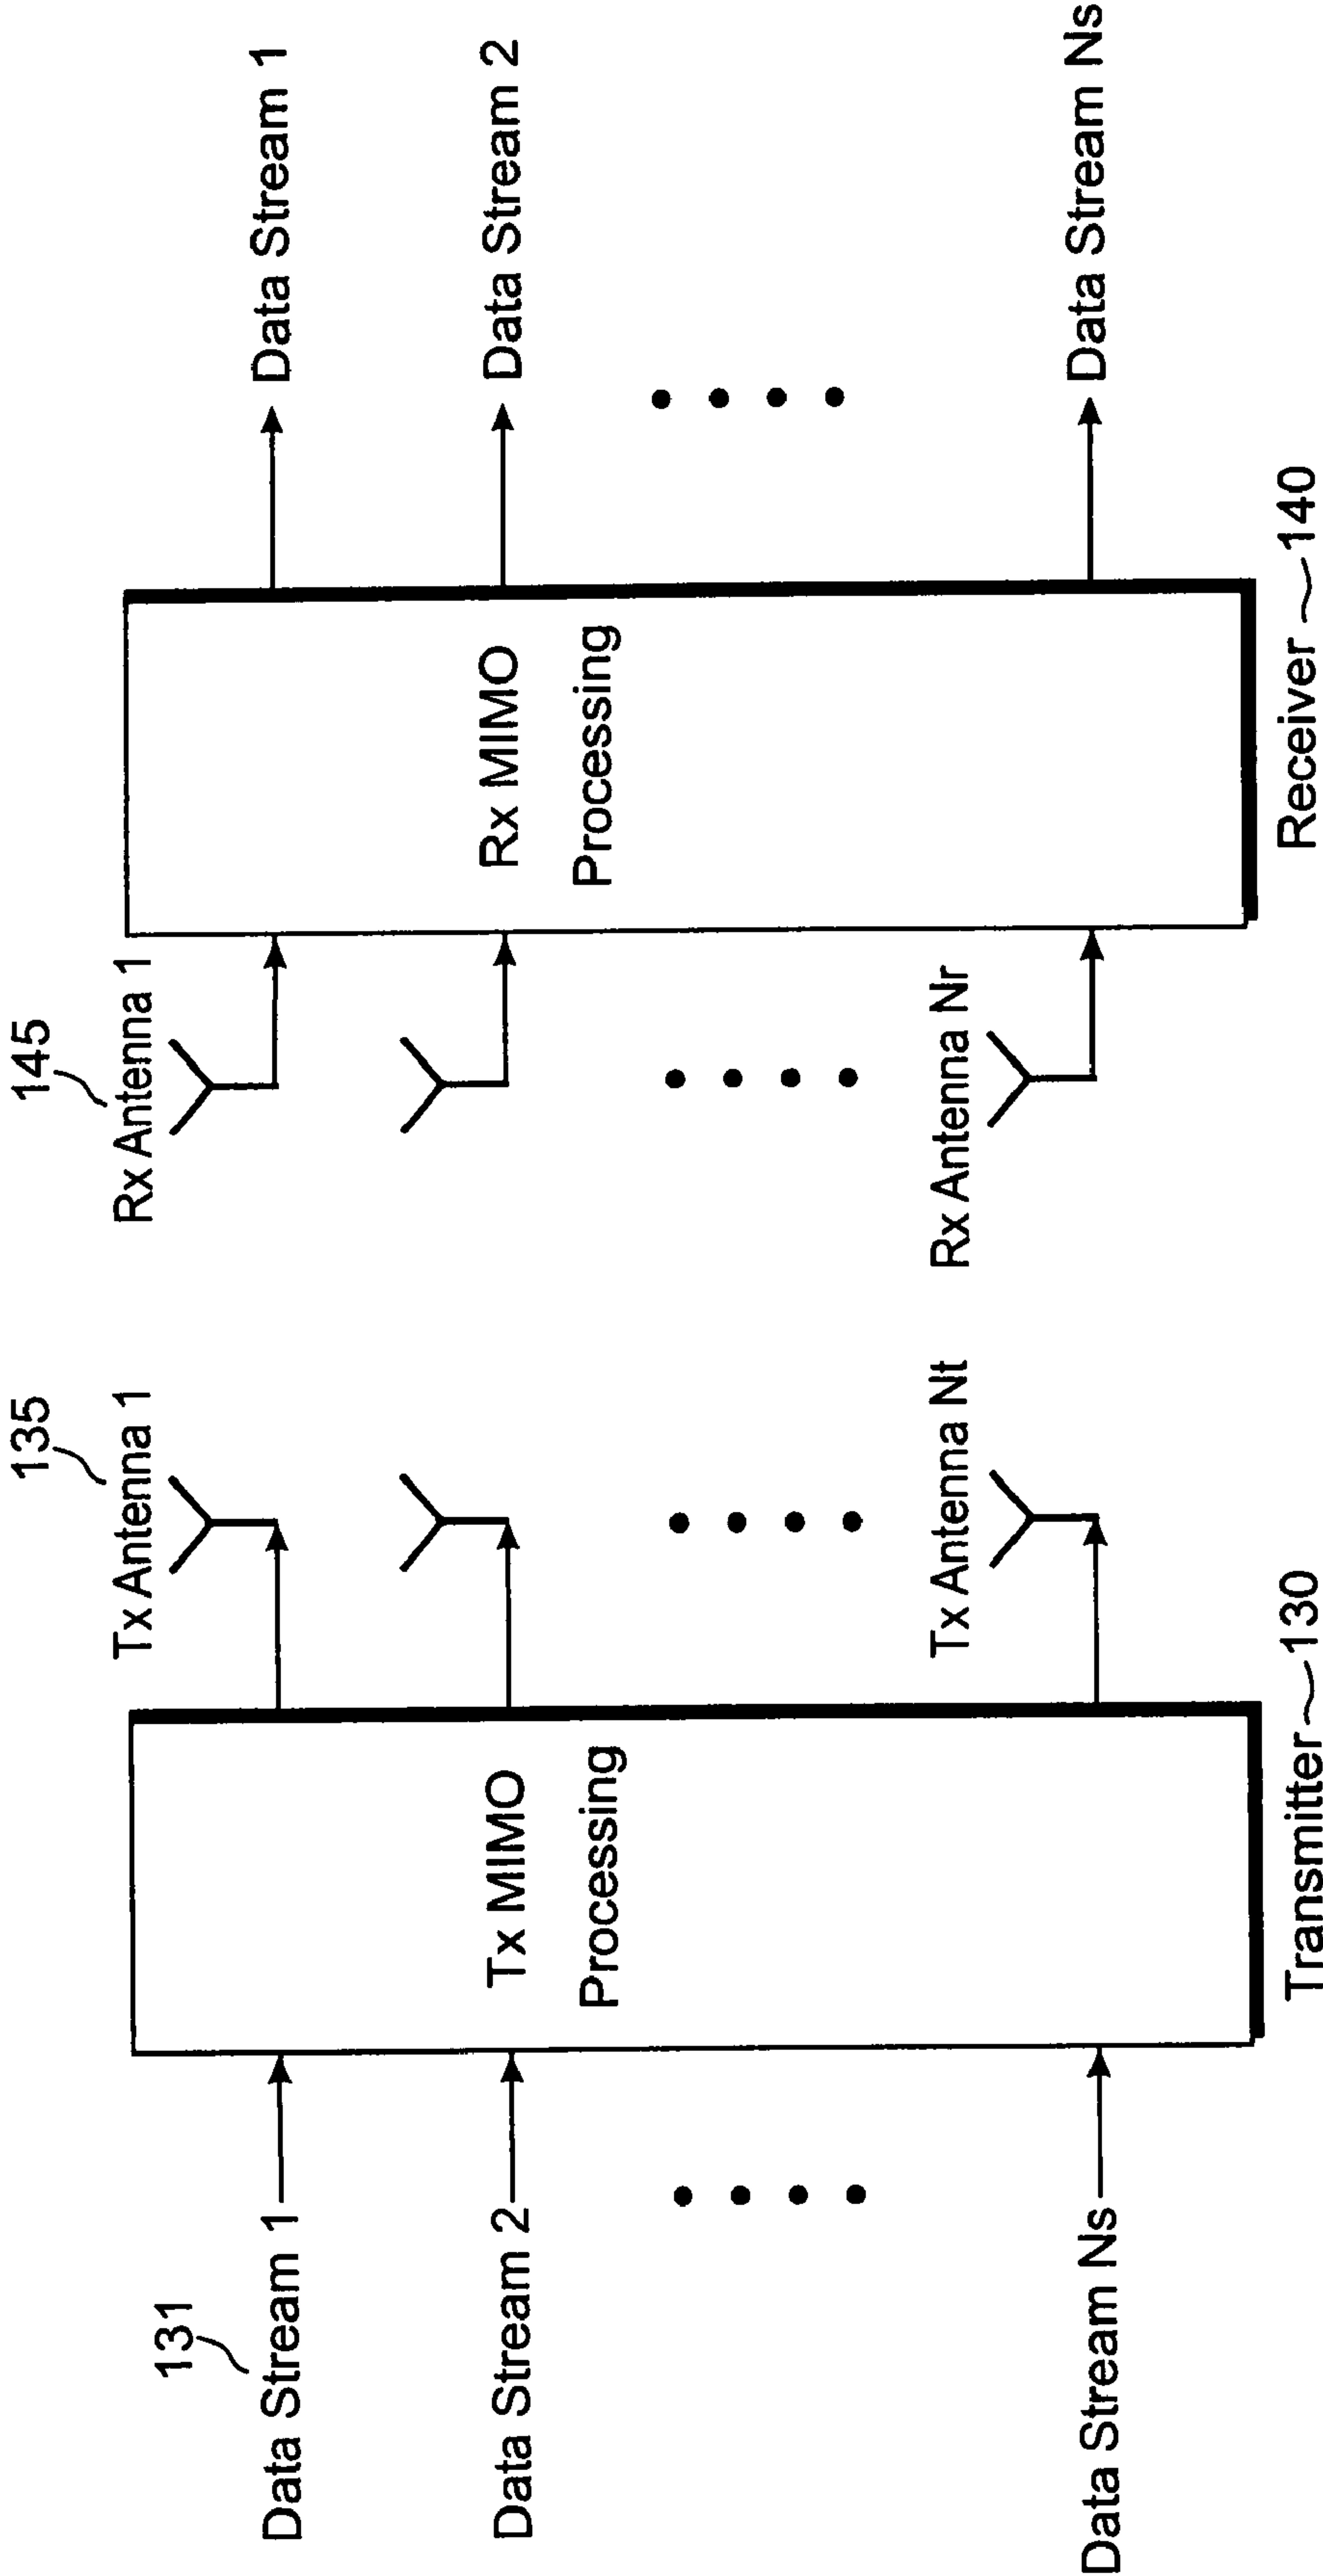 131
Data Stream 1
Data Stream 2
Data Stream Ns
Tx MIMO
Processing
Transmitter 130
135
Tx Antenna 1
Tx Antenna Nt
145
Rx Antenna 1
Rx Antenna Nr
Rx MIMO
Processing
Receiver 140
Data Stream 1
Data Stream 2
Data Stream Ns